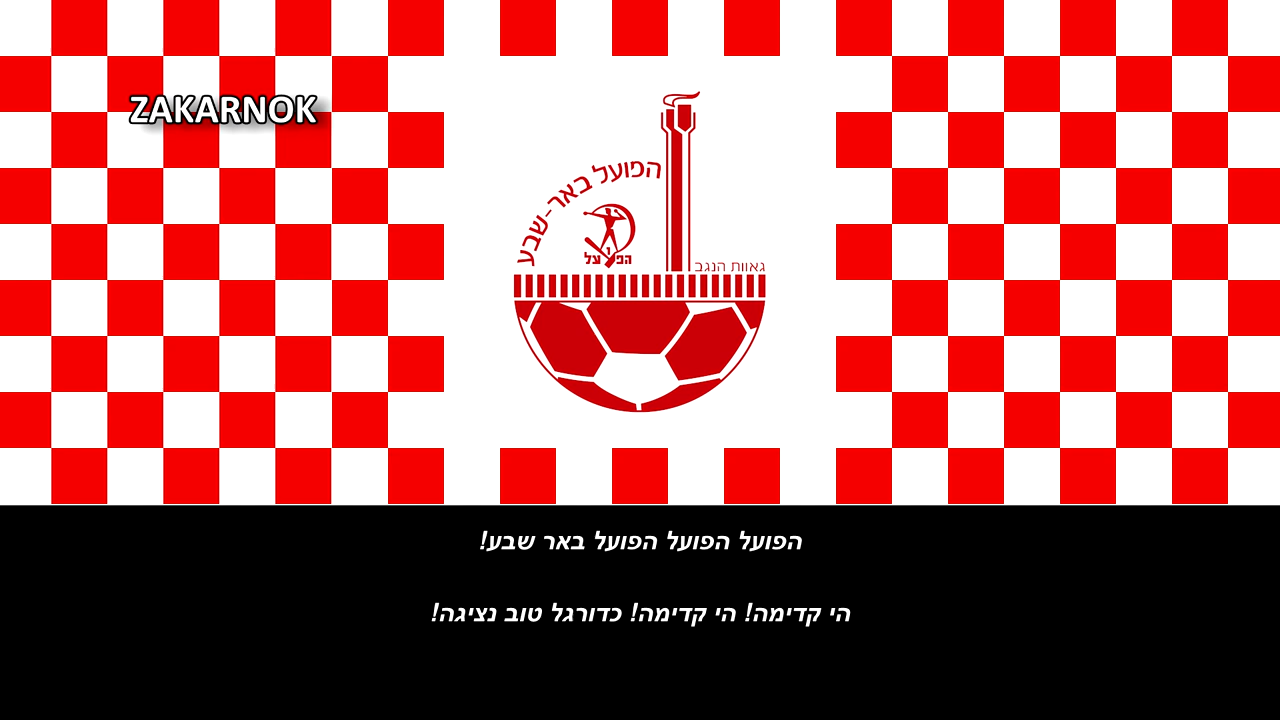 ZAKARNOK
הפועל באר-שבע
הפועל
גאוות הנגב
הפועל הפועל הפועל באר שבע!
הי קדימה! הי קדימה! כדורגל טוב נציגה!